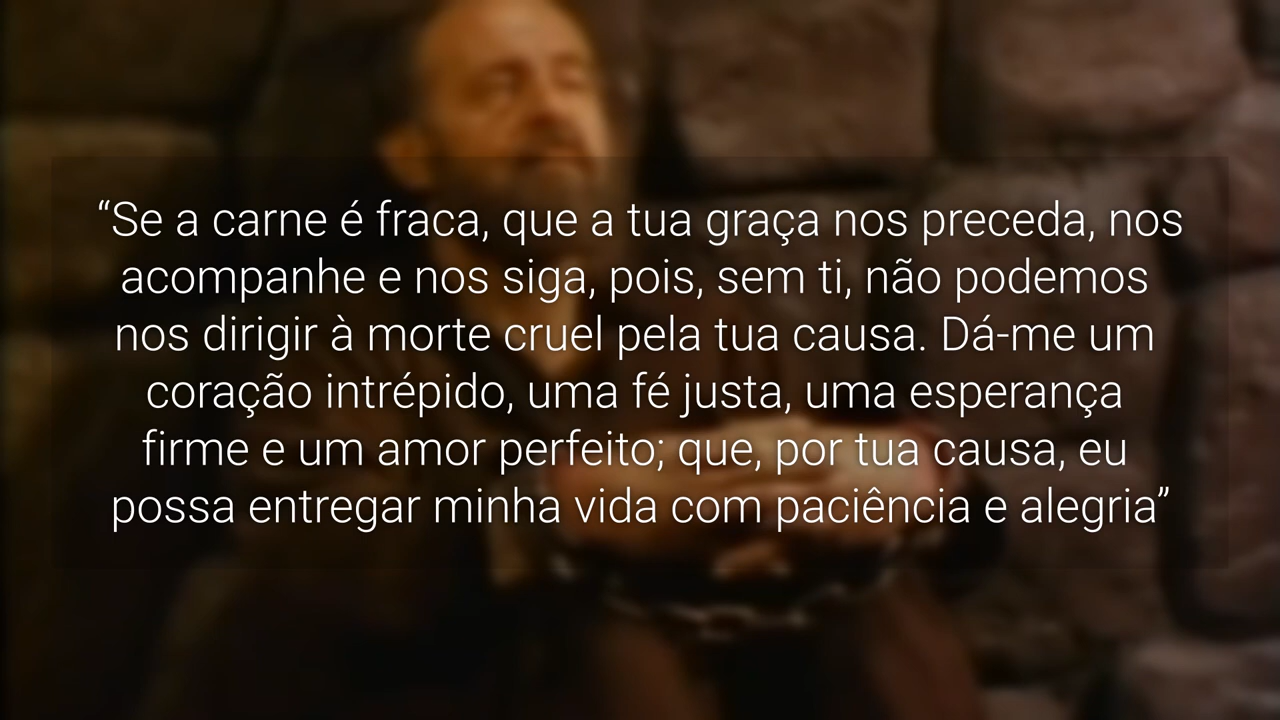 “Se a carne é fraca, que a tua graça nos preceda, nos
acompanhe e nos siga, pois, sem ti, não podemos
nos dirigir à morte cruel pela tua causa. Dá-me um
coração intrépido, uma fé justa, uma esperança
firme e um amor perfeito; que, por tua causa, eu
possa entregar minha vida com paciência e alegria”